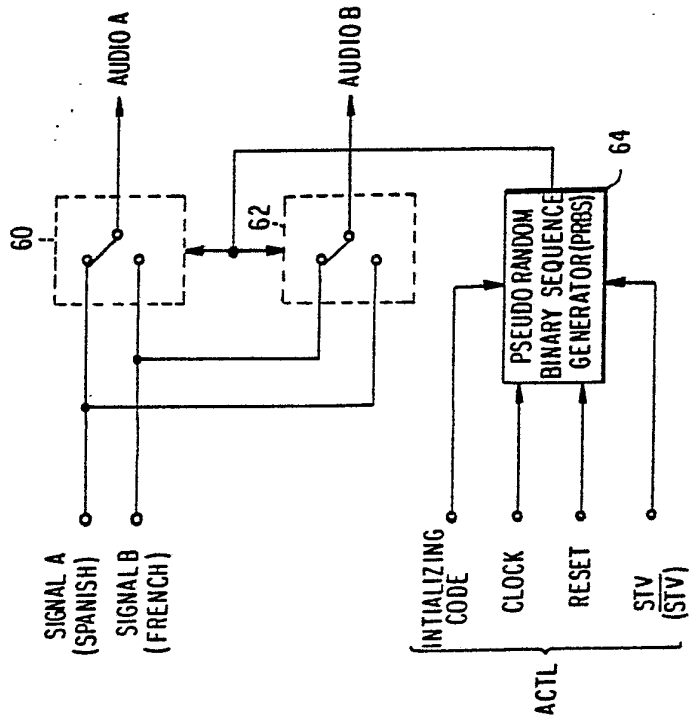 SIGNAL A
(SPANISH)
SIGNAL B
(FRENCH)
60
AUDIO A
62
AUDIO B
INTIALIZING
CODE
CLOCK
RESET
STV
(STV)
ACTL
PSEUDO RANDOM
BINARY SEQUENCE
GENERATOR(PRBS)
64